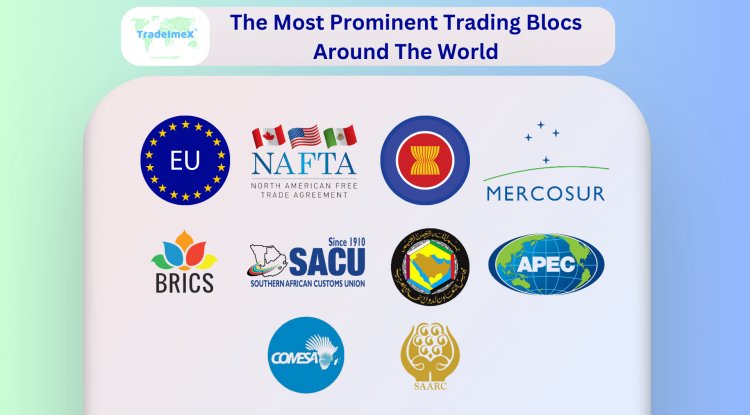 TradeImeX
The Most Prominent Trading Blocs
Around The World
EU
NAFTA
NORTH AMERICAN FREE
TRADE AGREEMENT
MERCOSUR
BRICS
Since 1910
SACU
SOUTHERN AFRICAN CUSTOMS UNION
APEC
COMESA
SAARC